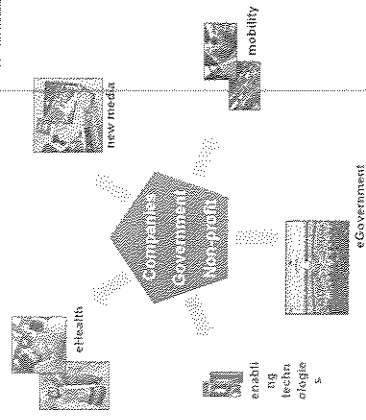 eHealth
new media
mobility
Companies
Government
Non-profit
enabli
ng
techn
ologie
s.
eGovernment